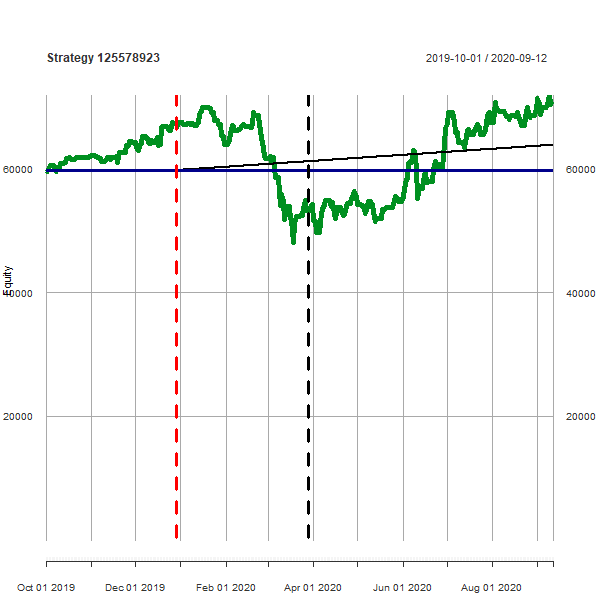 Strategy 125578923
2019-10-01 / 2020-09-12
60000
60000
Equity
40000
40000
20000
20000
Oct 01 2019
Dec 01 2019
Feb 01 2020
Apr 01 2020
Jun 01 2020
Aug 01 2020